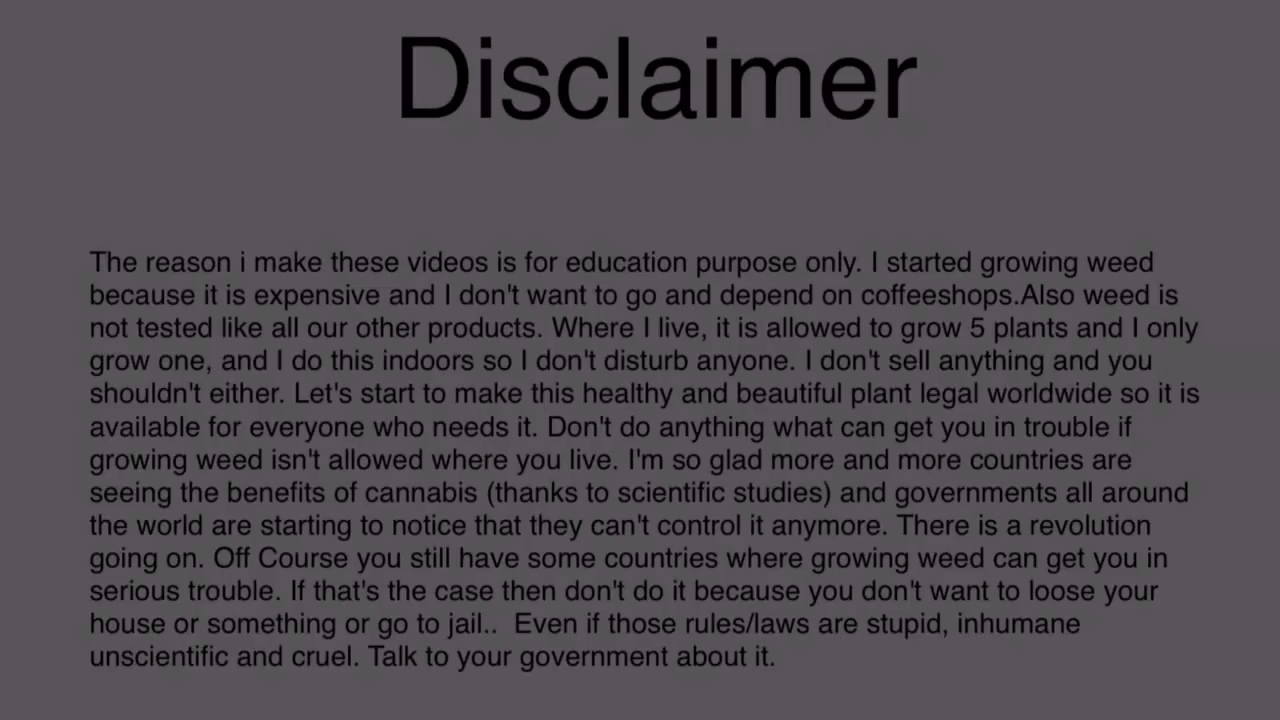 Disclaimer
The reason i make these videos is for education purpose only. I started growing weed
because it is expensive and I don't want to go and depend on coffeeshops.Also weed is
not tested like all our other products. Where I live, it is allowed to grow 5 plants and I only
grow one, and I do this indoors so I don't disturb anyone. I don't sell anything and you
shouldn't either. Let's start to make this healthy and beautiful plant legal worldwide so it is
available for everyone who needs it. Don't do anything what can get you in trouble if
growing weed isn't allowed where you live. I'm so glad more and more countries are
seeing the benefits of cannabis (thanks to scientific studies) and governments all around
the world are starting to notice that they can't control it anymore. There is a revolution
going on. Off Course you still have some countries where growing weed can get you in
serious trouble. If that's the case then don't do it because you don't want to loose your
house or something or go to jail..  Even if those rules/laws are stupid, inhumane
unscientific and cruel. Talk to your government about it.